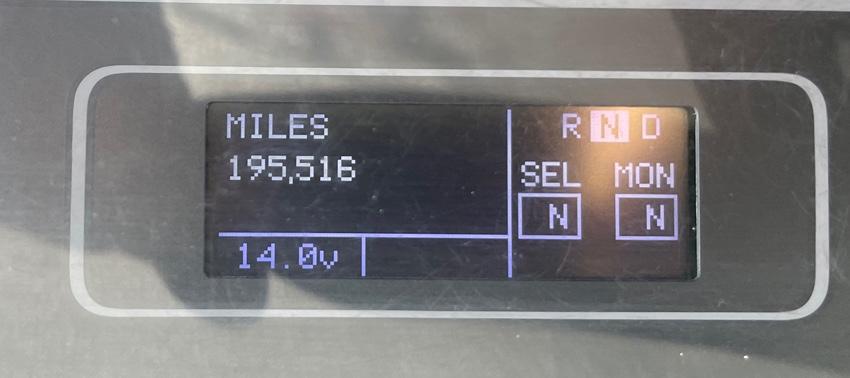 MILES
195,516
14.0v
R N D
SEL MON
N N